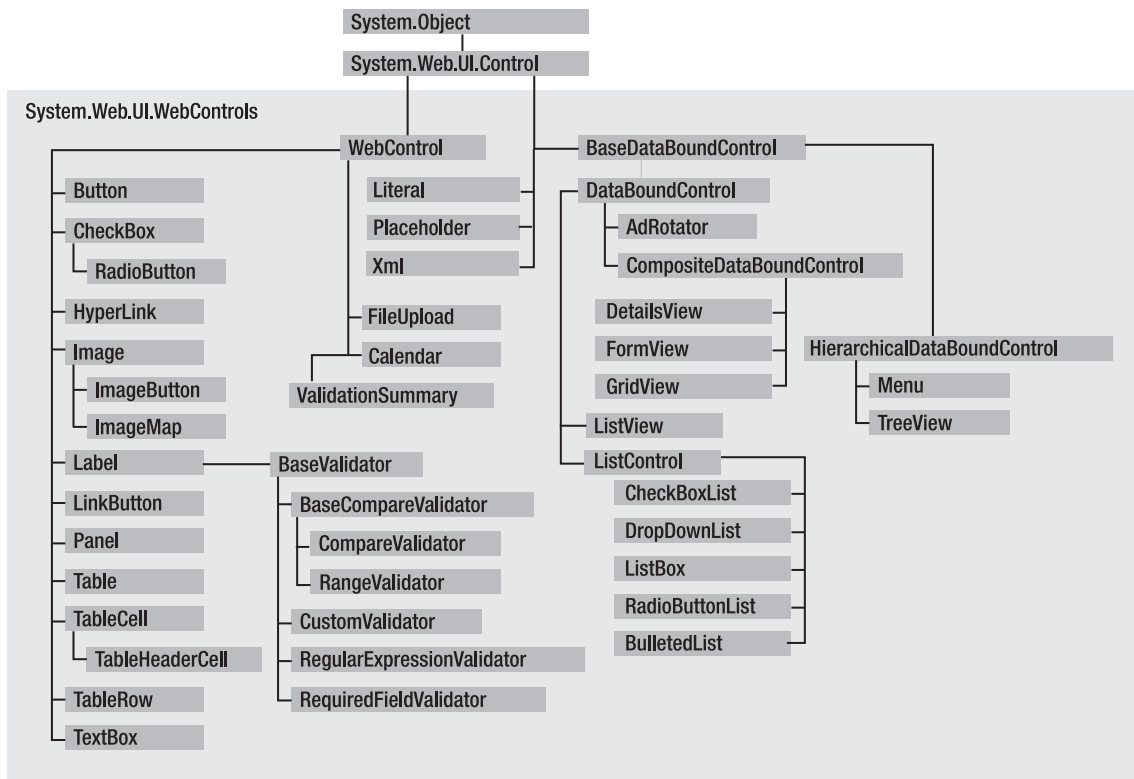 System.Object
System.Web.UI.Control
System.Web.UI.WebControls
WebControl
Button
CheckBox
RadioButton
HyperLink
Image
ImageButton
ImageMap
Label
LinkButton
Panel
Table
TableCell
TableHeaderCell
TableRow
TextBox
Literal
Placeholder
Xml
FileUpload
Calendar
ValidationSummary
BaseValidator
BaseCompareValidator
CompareValidator
RangeValidator
CustomValidator
RegularExpressionValidator
RequiredFieldValidator
BaseDataBoundControl
DataBoundControl
AdRotator
CompositeDataBoundControl
DetailsView
FormView
GridView
ListView
ListControl
CheckBoxList
DropDownList
ListBox
RadioButtonList
BulletedList
HierarchicalDataBoundControl
Menu
TreeView